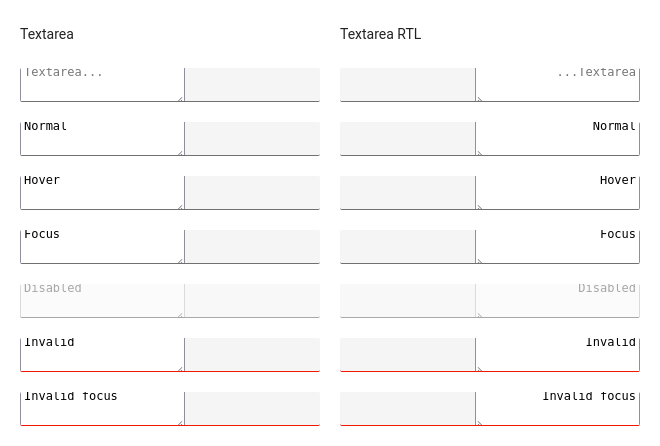 Textarea Textarea RTL
Textarea... ...Textarea
Normal Normal
Hover Hover
Focus Focus
Disabled Disabled
Invalid Invalid
Invalid focus Invalid focus